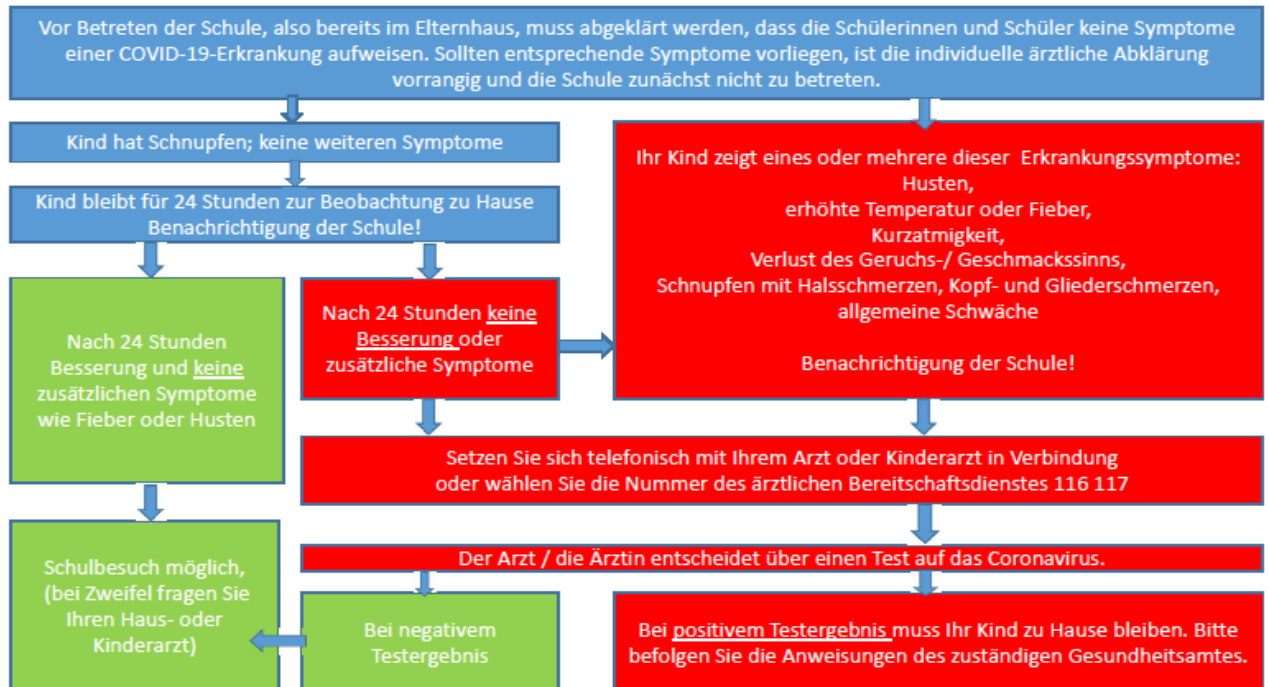 Vor Betreten der Schule, also bereits im Elternhaus, muss abgeklärt werden, dass die Schülerinnen und Schüler keine Symptome
einer COVID-19-Erkrankung aufweisen. Sollten entsprechende Symptome vorliegen, ist die individuelle ärztliche Abklärung
vorrangig und die Schule zunächst nicht zu betreten.
Kind hat Schnupfen; keine weiteren Symptome
Kind bleibt für 24 Stunden zur Beobachtung zu Hause
Benachrichtigung der Schule!
Ihr Kind zeigt eines oder mehrere dieser Erkrankungssymptome:
Husten,
erhöhte Temperatur oder Fieber,
Kurzatmigkeit,
Verlust des Geruchs-/ Geschmackssinns,
Schnupfen mit Halsschmerzen, Kopf- und Gliederschmerzen,
allgemeine Schwäche
Benachrichtigung der Schule!
Nach 24 Stunden
Besserung und keine
zusätzlichen Symptome
wie Fieber oder Husten
Nach 24 Stunden keine
Besserung oder
zusätzliche Symptome
Setzen Sie sich telefonisch mit Ihrem Arzt oder Kinderarzt in Verbindung
oder wählen Sie die Nummer des ärztlichen Bereitschaftsdienstes 116 117
Der Arzt / die Ärztin entscheidet über einen Test auf das Coronavirus.
Schulbesuch möglich,
(bei Zweifel fragen Sie
Ihren Haus- oder
Kinderarzt)
Bei negativem
Testergebnis
Bei positivem Testergebnis muss Ihr Kind zu Hause bleiben. Bitte
befolgen Sie die Anweisungen des zuständigen Gesundheitsamtes.